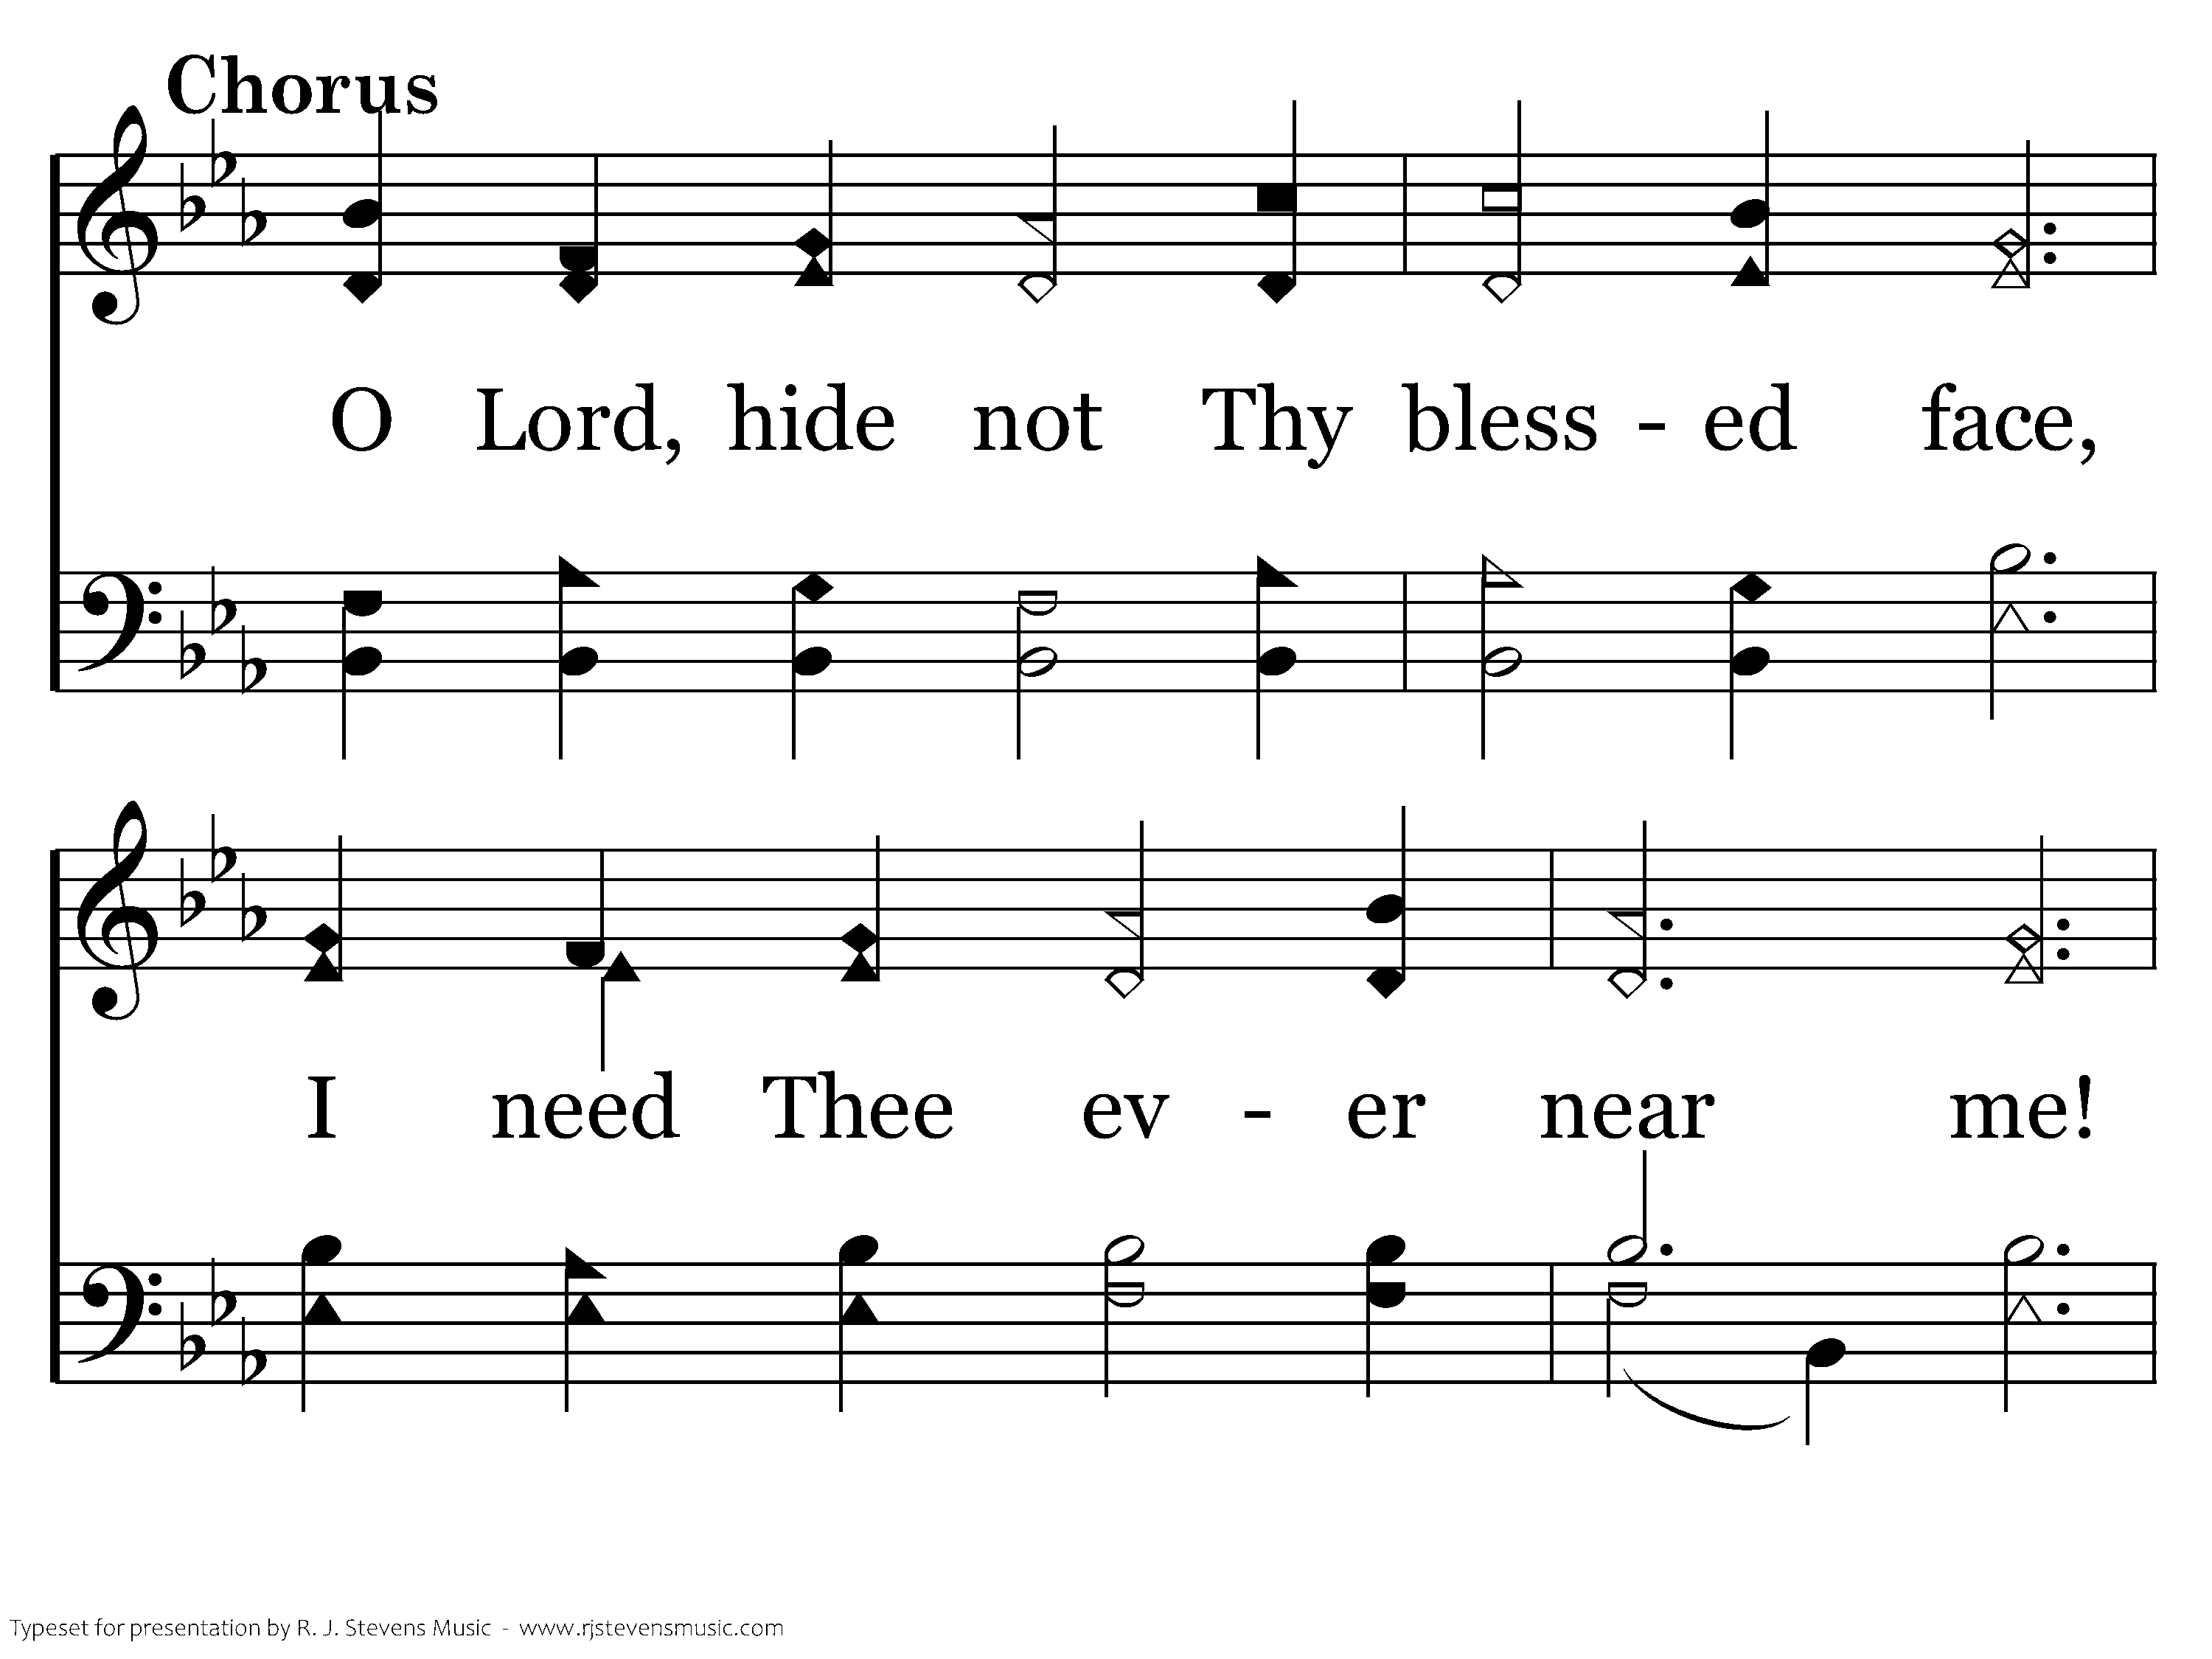 Chorus
O Lord, hide not Thy bless - ed face,
I need Thee ev - er near me!
Typeset for presentation by R. J. Stevens Music - www.rjstevensmusic.com